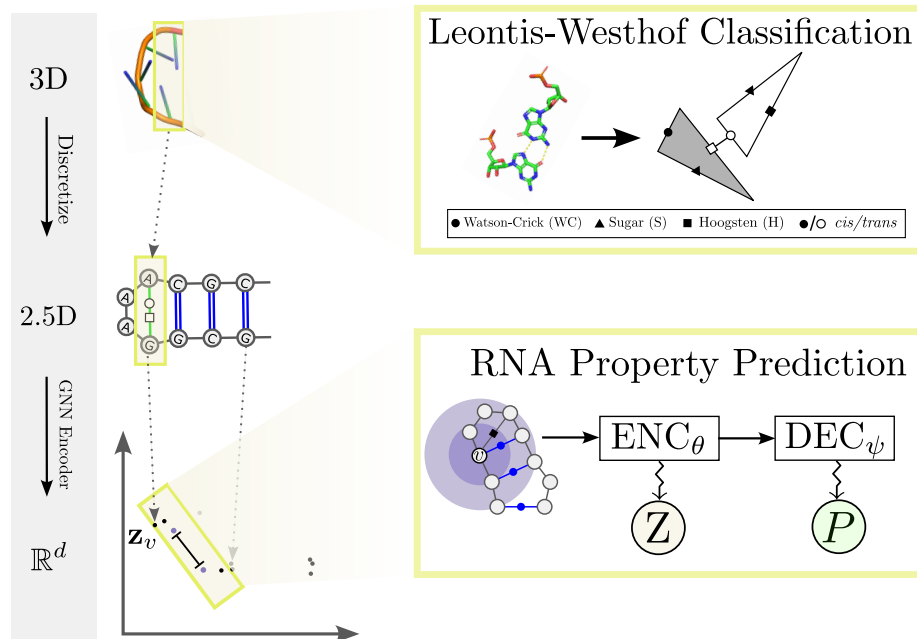 3D
Discretize
2.5D
GNN Encoder
ℝ^d
A
C
G
C
A
A
G
G
C
G
z_v
Leontis-Westhof Classification
Watson-Crick (WC)
Sugar (S)
Hoogsten (H)
/
cis/trans
RNA Property Prediction
v
ENC_θ
DEC_ψ
Z
P